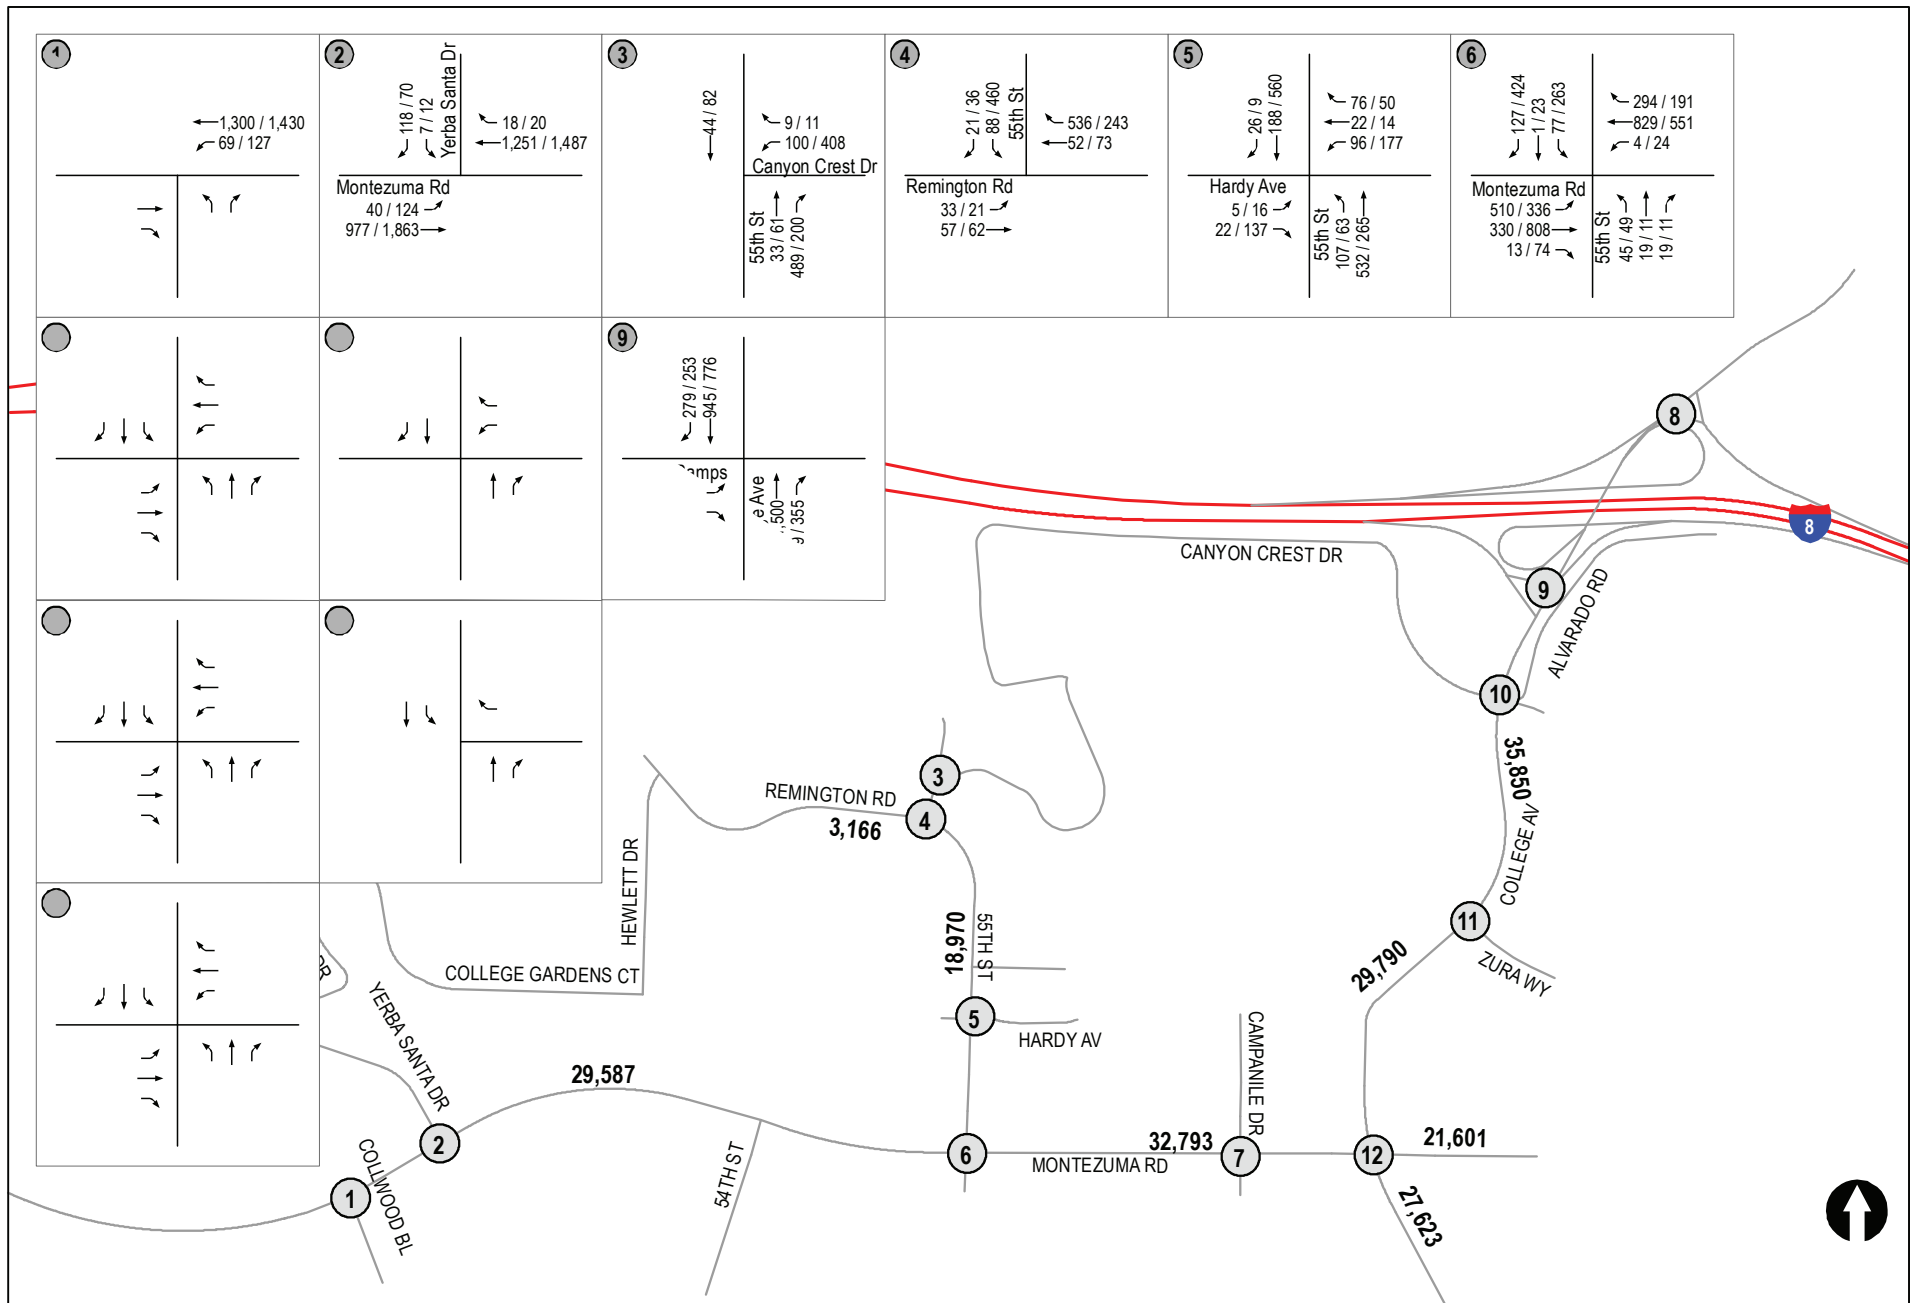 1
1,300 / 1,430
69 / 127
2
118 / 70
7 / 12
Yerba Santa Dr
18 / 20
1,251 / 1,487
Montezuma Rd
40 / 124
977 / 1,863
3
44 / 82
9 / 11
100 / 408
Canyon Crest Dr
55th St
33 / 61
489 / 200
4
21 / 36
88 / 460
55th St
536 / 243
52 / 73
Remington Rd
33 / 21
57 / 62
5
26 / 9
188 / 560
76 / 50
22 / 14
96 / 177
Hardy Ave
5 / 16
22 / 137
55th St
107 / 63
532 / 265
6
127 / 424
1 / 23
77 / 263
294 / 191
829 / 551
4 / 24
Montezuma Rd
510 / 336
330 / 808
13 / 74
55th St
45 / 49
19 / 11
19 / 11
9
279 / 253
945 / 776
amps
e Ave
,500
/ 355
8
8
CANYON CREST DR
9
ALVARADO RD
10
35,850
COLLEGE AV
3
REMINGTON RD
4
3,166
HEWLETT DR
11
18,970
55TH ST
29,790
ZURA WY
DR
COLLEGE GARDENS CT
YERBA SANTA DR
5
HARDY AV
CAMPANILE DR
29,587
2
COLLWOOD BL
1
54TH ST
6
MONTEZUMA RD
32,793
7
12
21,601
27,623